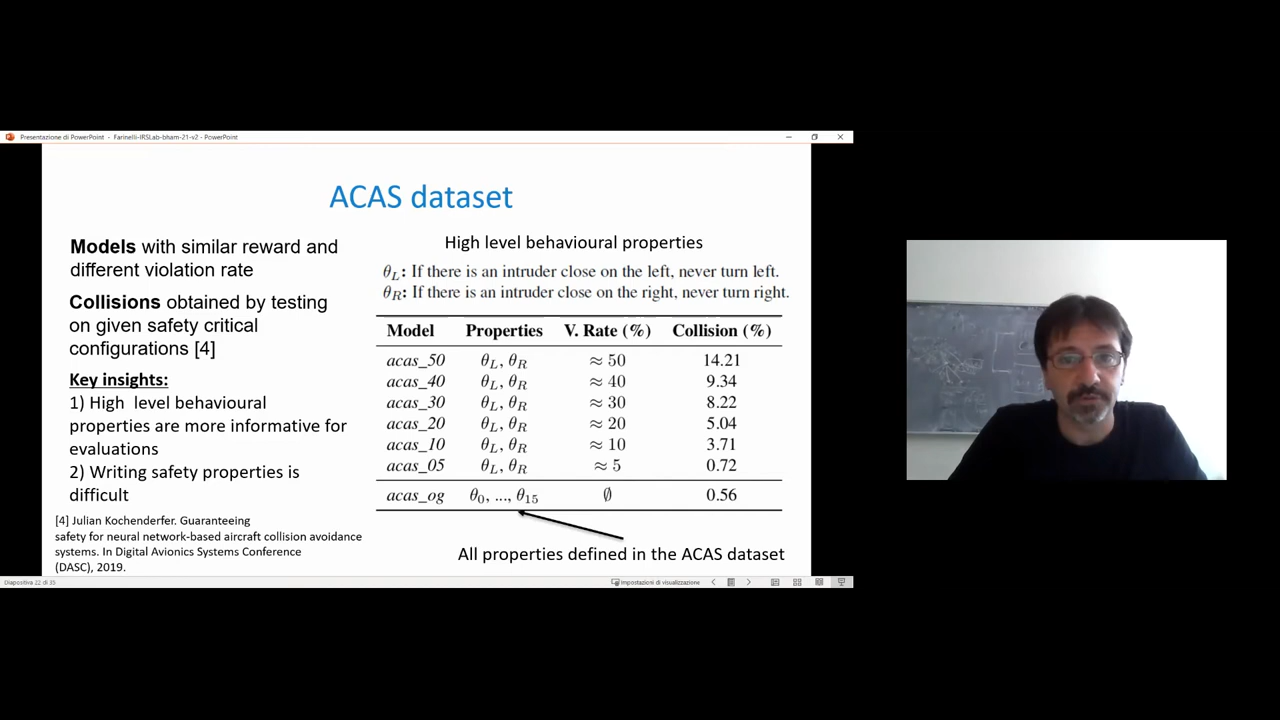 Presentazione di PowerPoint - Farinelli-IRSLab-bham-21-v2 - PowerPoint
ACAS dataset
Models with similar reward and
different violation rate
Collisions obtained by testing
on given safety critical
configurations [4]
Key insights:
1) High level behavioural
properties are more informative for
evaluations
2) Writing safety properties is
difficult
[4] Julian Kochenderfer. Guaranteeing
safety for neural network-based aircraft collision avoidance
systems. In Digital Avionics Systems Conference
(DASC), 2019.
High level behavioural properties
θL: If there is an intruder close on the left, never turn left.
θR: If there is an intruder close on the right, never turn right.
Model Properties V. Rate (%) Collision (%)
acas_50 θL, θR ≈ 50 14.21
acas_40 θL, θR ≈ 40 9.34
acas_30 θL, θR ≈ 30 8.22
acas_20 θL, θR ≈ 20 5.04
acas_10 θL, θR ≈ 10 3.71
acas_05 θL, θR ≈ 5 0.72
acas_og θ0, ..., θ15 ∅ 0.56
All properties defined in the ACAS dataset
Diapositiva 22 di 35
Impostazioni di visualizzazione